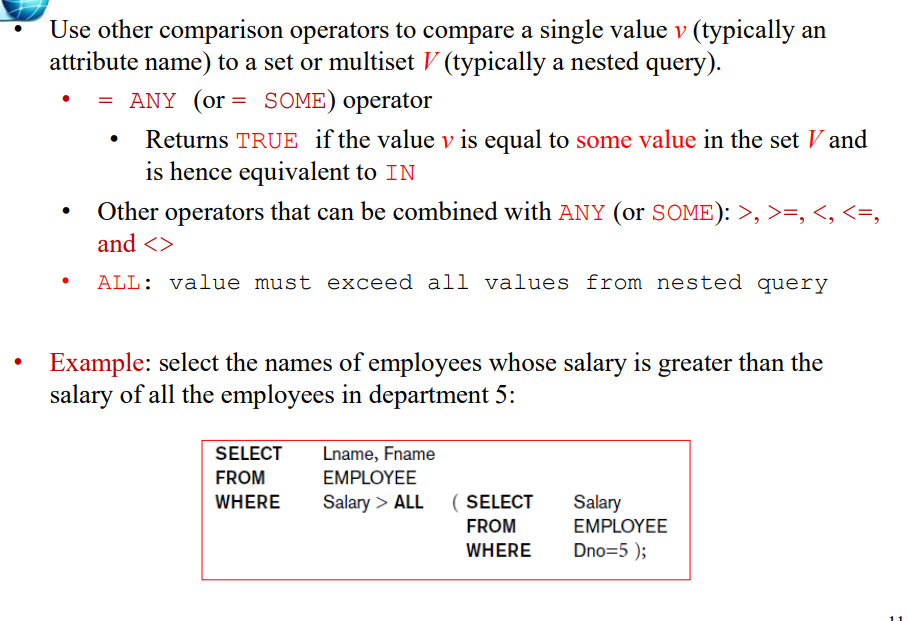 • Use other comparison operators to compare a single value v (typically an
attribute name) to a set or multiset V (typically a nested query).
• = ANY (or = SOME) operator
• Returns TRUE if the value v is equal to some value in the set V and
is hence equivalent to IN
• Other operators that can be combined with ANY (or SOME): >, >=, <, <=,
and <>
• ALL: value must exceed all values from nested query
• Example: select the names of employees whose salary is greater than the
salary of all the employees in department 5:
SELECT Lname, Fname
FROM EMPLOYEE
WHERE Salary > ALL ( SELECT Salary
FROM EMPLOYEE
WHERE Dno=5 );